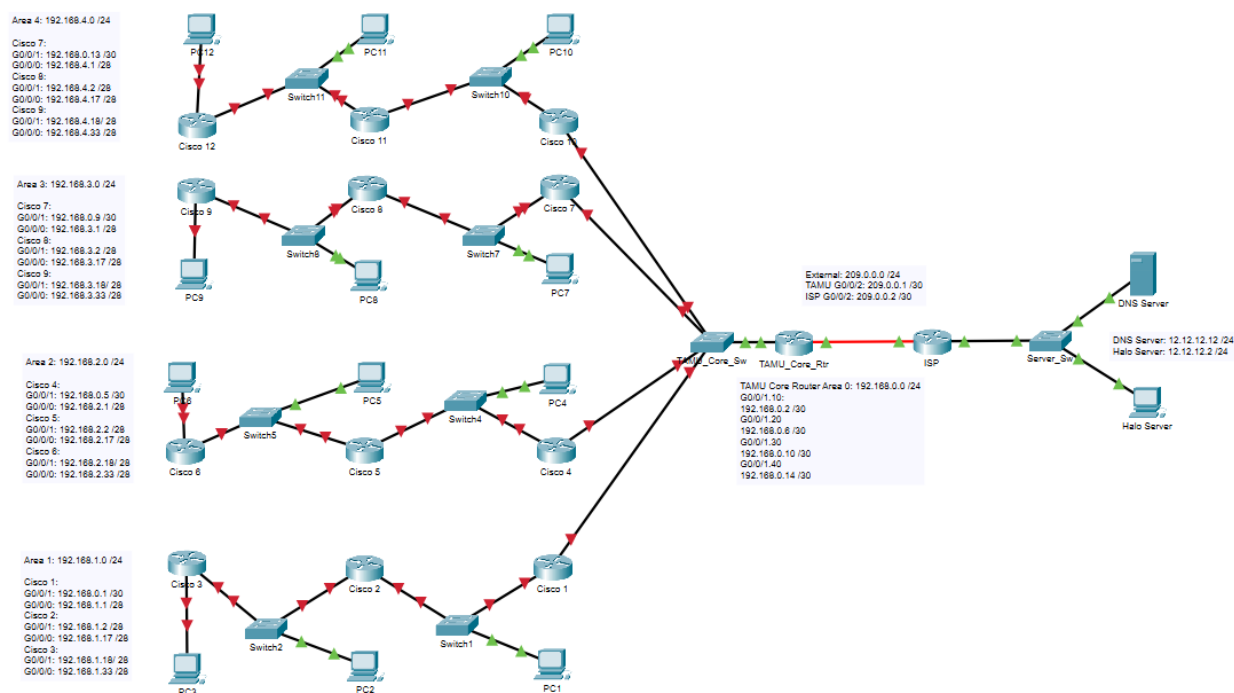 Area 4: 192.168.4.0 /24
Cisco 7:
G0/0/1: 192.168.0.13 /30
G0/0/0: 192.168.4.1 /28
Cisco 8:
G0/0/1: 192.168.4.2 /28
G0/0/0: 192.168.4.17 /28
Cisco 9:
G0/0/1: 192.168.4.18/ 28
G0/0/0: 192.168.4.33 /28
PC12
PC11
PC10
Switch11
Switch10
Cisco 12
Cisco 11
Cisco 10
Area 3: 192.168.3.0 /24
Cisco 7:
G0/0/1: 192.168.0.9 /30
G0/0/0: 192.168.3.1 /28
Cisco 8:
G0/0/1: 192.168.3.2 /28
G0/0/0: 192.168.3.17 /28
Cisco 9:
G0/0/1: 192.168.3.18/ 28
G0/0/0: 192.168.3.33 /28
Cisco 9
Cisco 8
Cisco 7
Switch8
Switch7
PC9
PC8
PC7
Area 2: 192.168.2.0 /24
Cisco 4:
G0/0/1: 192.168.0.5 /30
G0/0/0: 192.168.2.1 /28
Cisco 5:
G0/0/1: 192.168.2.2 /28
G0/0/0: 192.168.2.17 /28
Cisco 6:
G0/0/1: 192.168.2.18/ 28
G0/0/0: 192.168.2.33 /28
PC6
PC5
PC4
Switch5
Switch4
Cisco 6
Cisco 5
Cisco 4
Area 1: 192.168.1.0 /24
Cisco 1:
G0/0/1: 192.168.0.1 /30
G0/0/0: 192.168.1.1 /28
Cisco 2:
G0/0/1: 192.168.1.2 /28
G0/0/0: 192.168.1.17 /28
Cisco 3:
G0/0/1: 192.168.1.18/ 28
G0/0/0: 192.168.1.33 /28
Cisco 3
Cisco 2
Cisco 1
Switch2
Switch1
PC3
PC2
PC1
External: 209.0.0.0 /24
TAMU G0/0/2: 209.0.0.1 /30
ISP G0/0/2: 209.0.0.2 /30
TAMU_Core_Sw
TAMU_Core_Rtr
ISP
Server_Sw
TAMU Core Router Area 0: 192.168.0.0 /24
G0/0/1.10:
192.168.0.2 /30
G0/0/1.20
192.168.0.6 /30
G0/0/1.30
192.168.0.10 /30
G0/0/1.40
192.168.0.14 /30
DNS Server
DNS Server: 12.12.12.12 /24
Halo Server: 12.12.12.2 /24
Halo Server